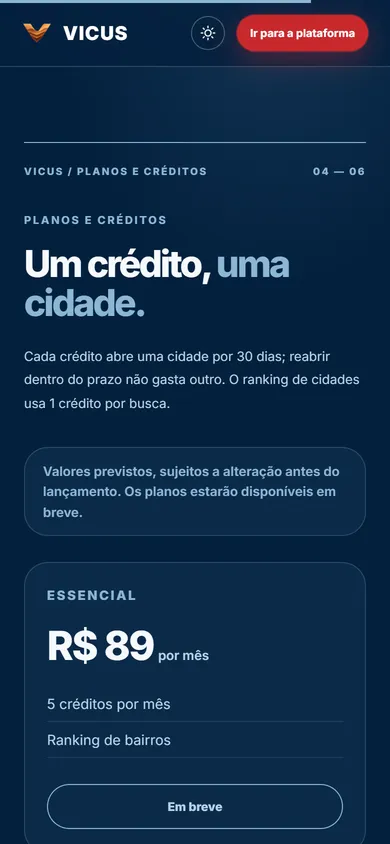 VICUS
Ir para a plataforma
VICUS / PLANOS E CRÉDITOS
04 — 06
PLANOS E CRÉDITOS
Um crédito, uma
cidade.
Cada crédito abre uma cidade por 30 dias; reabrir
dentro do prazo não gasta outro. O ranking de cidades
usa 1 crédito por busca.
Valores previstos, sujeitos a alteração antes do
lançamento. Os planos estarão disponíveis em
breve.
ESSENCIAL
R$ 89 por mês
5 créditos por mês
Ranking de bairros
Em breve